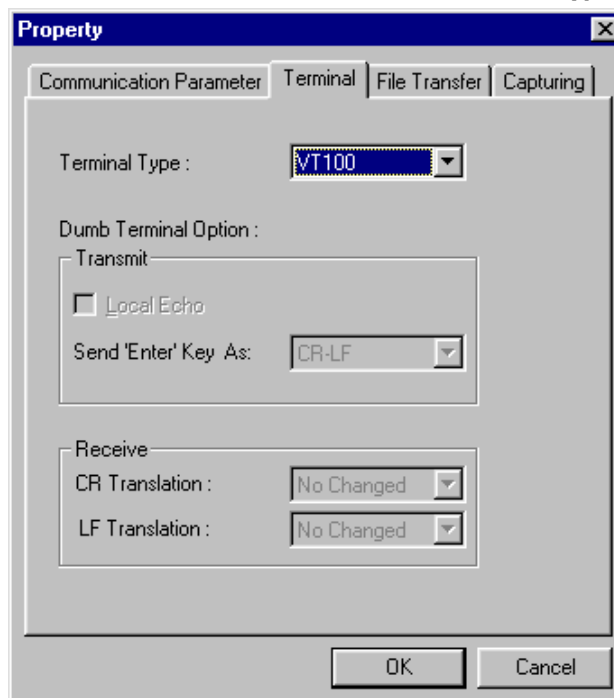 Property
Communication Parameter Terminal File Transfer Capturing
Terminal Type : VT100
Dumb Terminal Option :
Transmit
Local Echo
Send 'Enter' Key As: CR-LF
Receive
CR Translation : No Changed
LF Translation : No Changed
OK Cancel